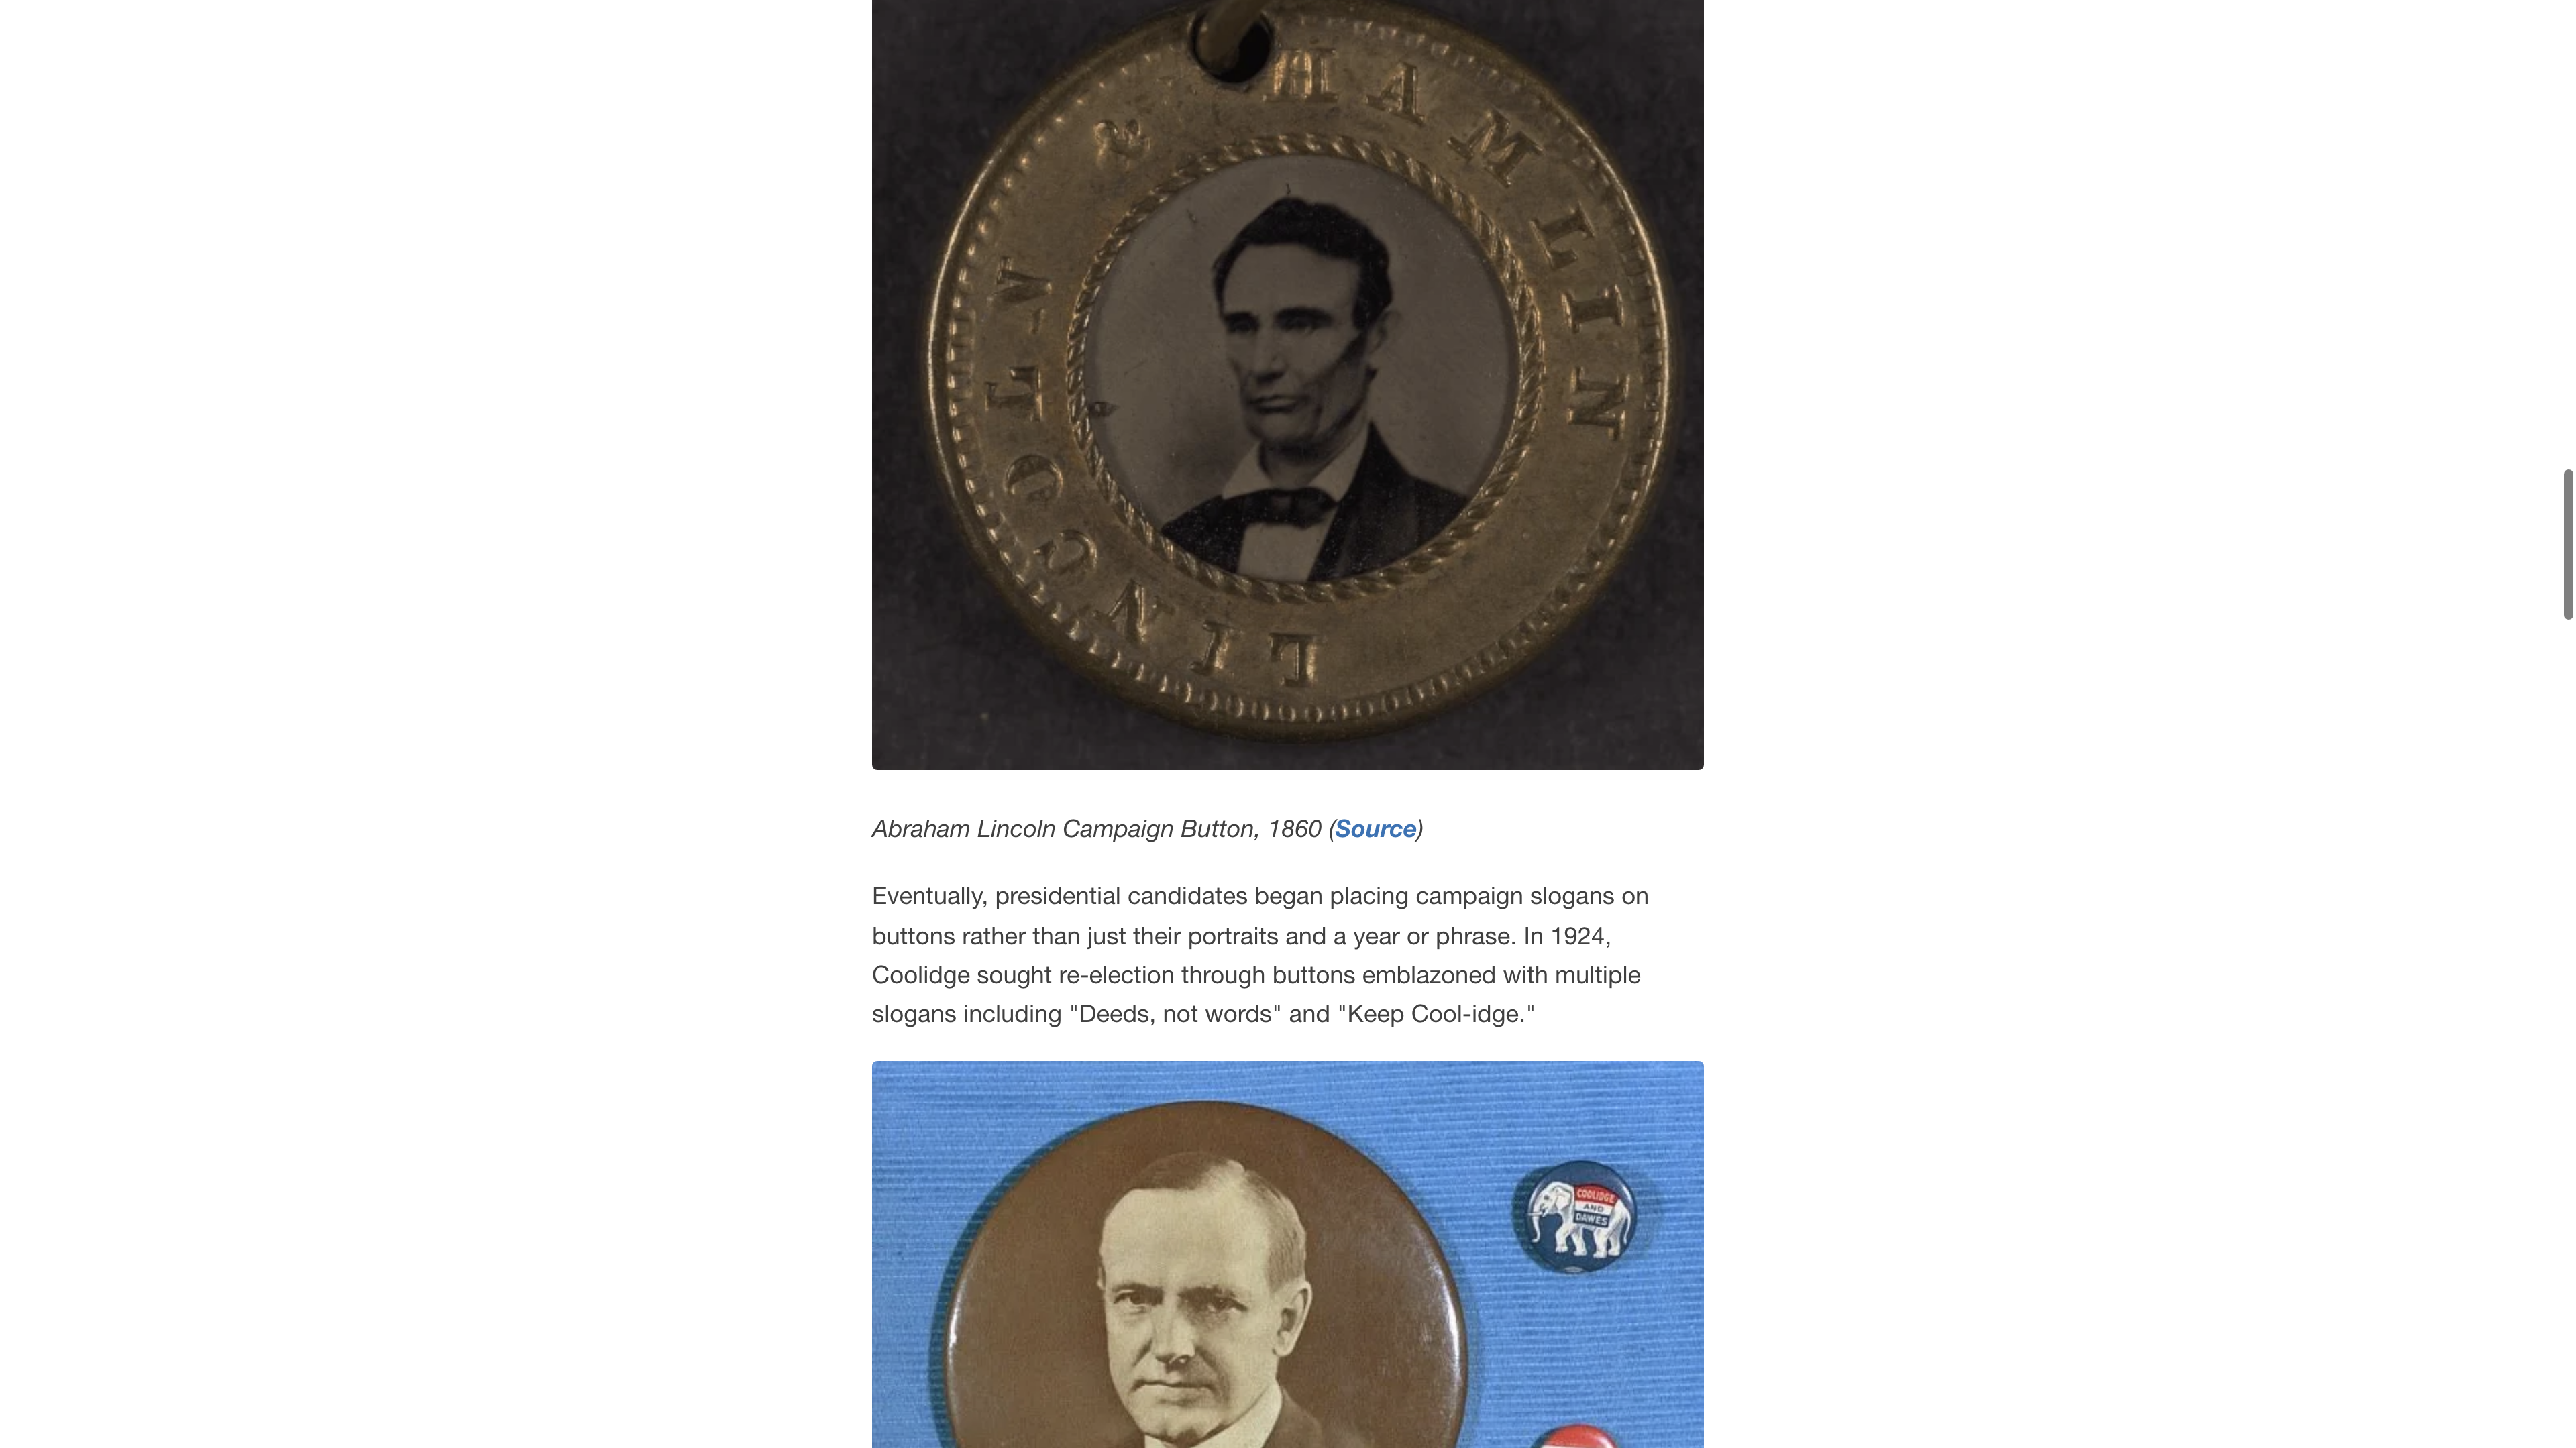 LINCOLN & HAMLIN
Abraham Lincoln Campaign Button, 1860 (Source)
Eventually, presidential candidates began placing campaign slogans on
buttons rather than just their portraits and a year or phrase. In 1924,
Coolidge sought re-election through buttons emblazoned with multiple
slogans including "Deeds, not words" and "Keep Cool-idge."
COOLIDGE
AND
DAWES